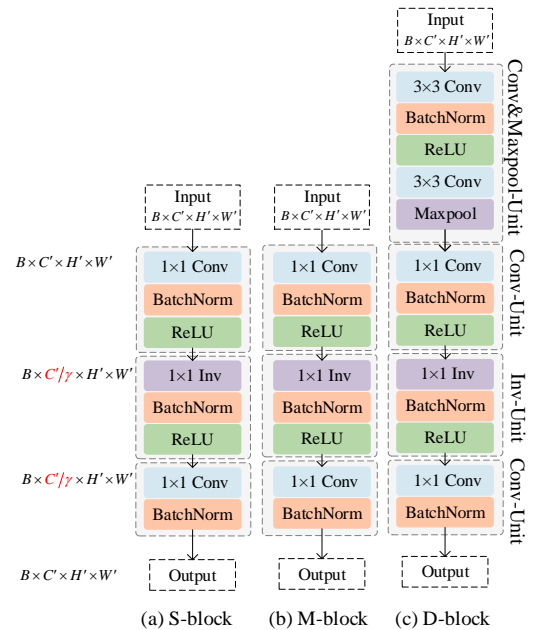 Input
B×C′×H′×W′
3×3 Conv
BatchNorm
ReLU
3×3 Conv
Maxpool
Conv&Maxpool-Unit
Input
B×C′×H′×W′
Input
B×C′×H′×W′
B×C′×H′×W′
1×1 Conv
BatchNorm
ReLU
1×1 Conv
BatchNorm
ReLU
1×1 Conv
BatchNorm
ReLU
Conv-Unit
B×C′/γ×H′×W′
1×1 Inv
BatchNorm
ReLU
1×1 Inv
BatchNorm
ReLU
1×1 Inv
BatchNorm
ReLU
Inv-Unit
B×C′/γ×H′×W′
1×1 Conv
BatchNorm
1×1 Conv
BatchNorm
1×1 Conv
BatchNorm
Conv-Unit
B×C′×H′×W′
Output
Output
Output
(a) S-block
(b) M-block
(c) D-block